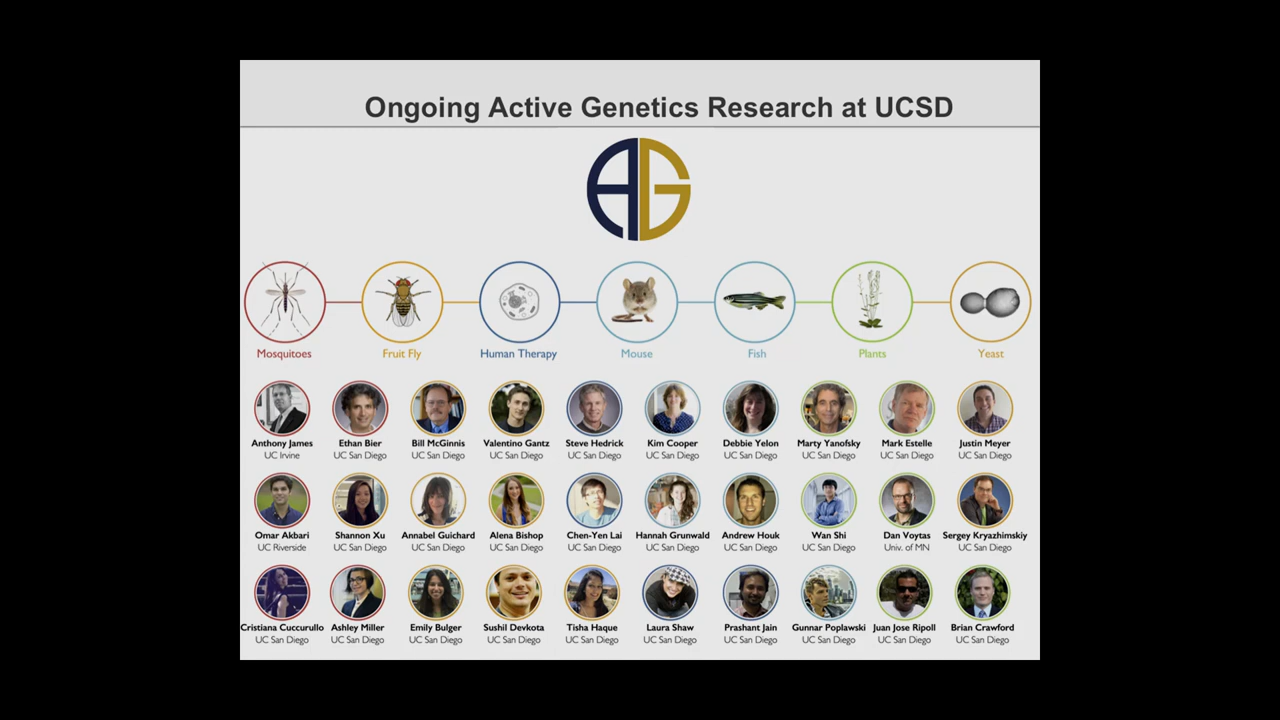 Ongoing Active Genetics Research at UCSD
AG
Mosquitoes Fruit Fly Human Therapy Mouse Fish Plants Yeast
Anthony James Ethan Bier Bill McGinnis Valentino Gantz Steve Hedrick Kim Cooper Debbie Yelon Marty Yanofsky Mark Estelle Justin Meyer
UC Irvine UC San Diego UC San Diego UC San Diego UC San Diego UC San Diego UC San Diego UC San Diego UC San Diego UC San Diego
Omar Akbari Shannon Xu Annabel Guichard Alena Bishop Chen-Yen Lai Hannah Grunwald Andrew Houk Wan Shi Dan Voytas Sergey Kryazhimskiy
UC Riverside UC San Diego UC San Diego UC San Diego UC San Diego UC San Diego UC San Diego UC San Diego Univ. of MN UC San Diego
Cristiana Cuccurullo Ashley Miller Emily Bulger Sushil Devkota Tisha Haque Laura Shaw Prashant Jain Gunnar Poplawski Juan Jose Ripoll Brian Crawford
UC San Diego UC San Diego UC San Diego UC San Diego UC San Diego UC San Diego UC San Diego UC San Diego UC San Diego UC San Diego